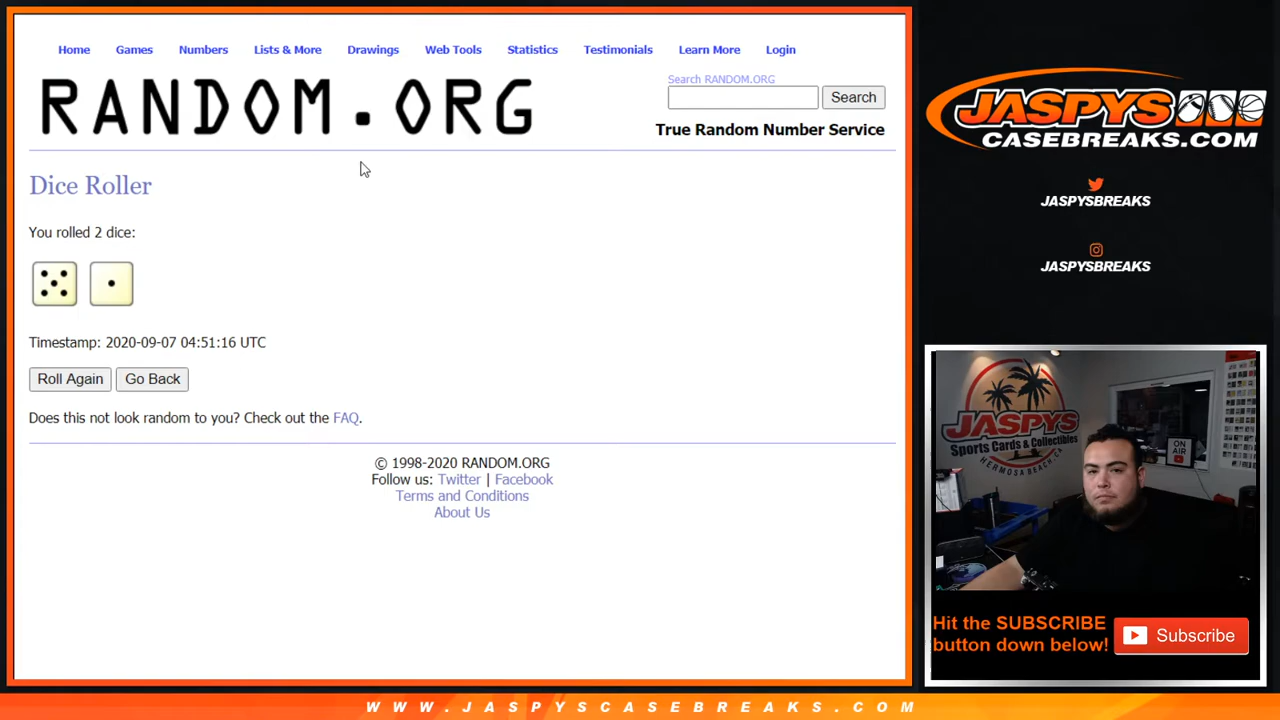 Home Games Numbers Lists & More Drawings Web Tools Statistics Testimonials Learn More Login
RANDOM.ORG
Search RANDOM.ORG
Search
True Random Number Service
Dice Roller
You rolled 2 dice:
Timestamp: 2020-09-07 04:51:16 UTC
Roll Again Go Back
Does this not look random to you? Check out the FAQ.
© 1998-2020 RANDOM.ORG
Follow us: Twitter | Facebook
Terms and Conditions
About Us
JASPYS
CASEBREAKS.COM
JASPYSBREAKS
JASPYSBREAKS
JASPYS
Sports Cards & Collectibles
HERMOSA BEACH, CA
ON
AIR
Hit the SUBSCRIBE
button down below!
Subscribe
WWW.JASPYSCASEBREAKS.COM